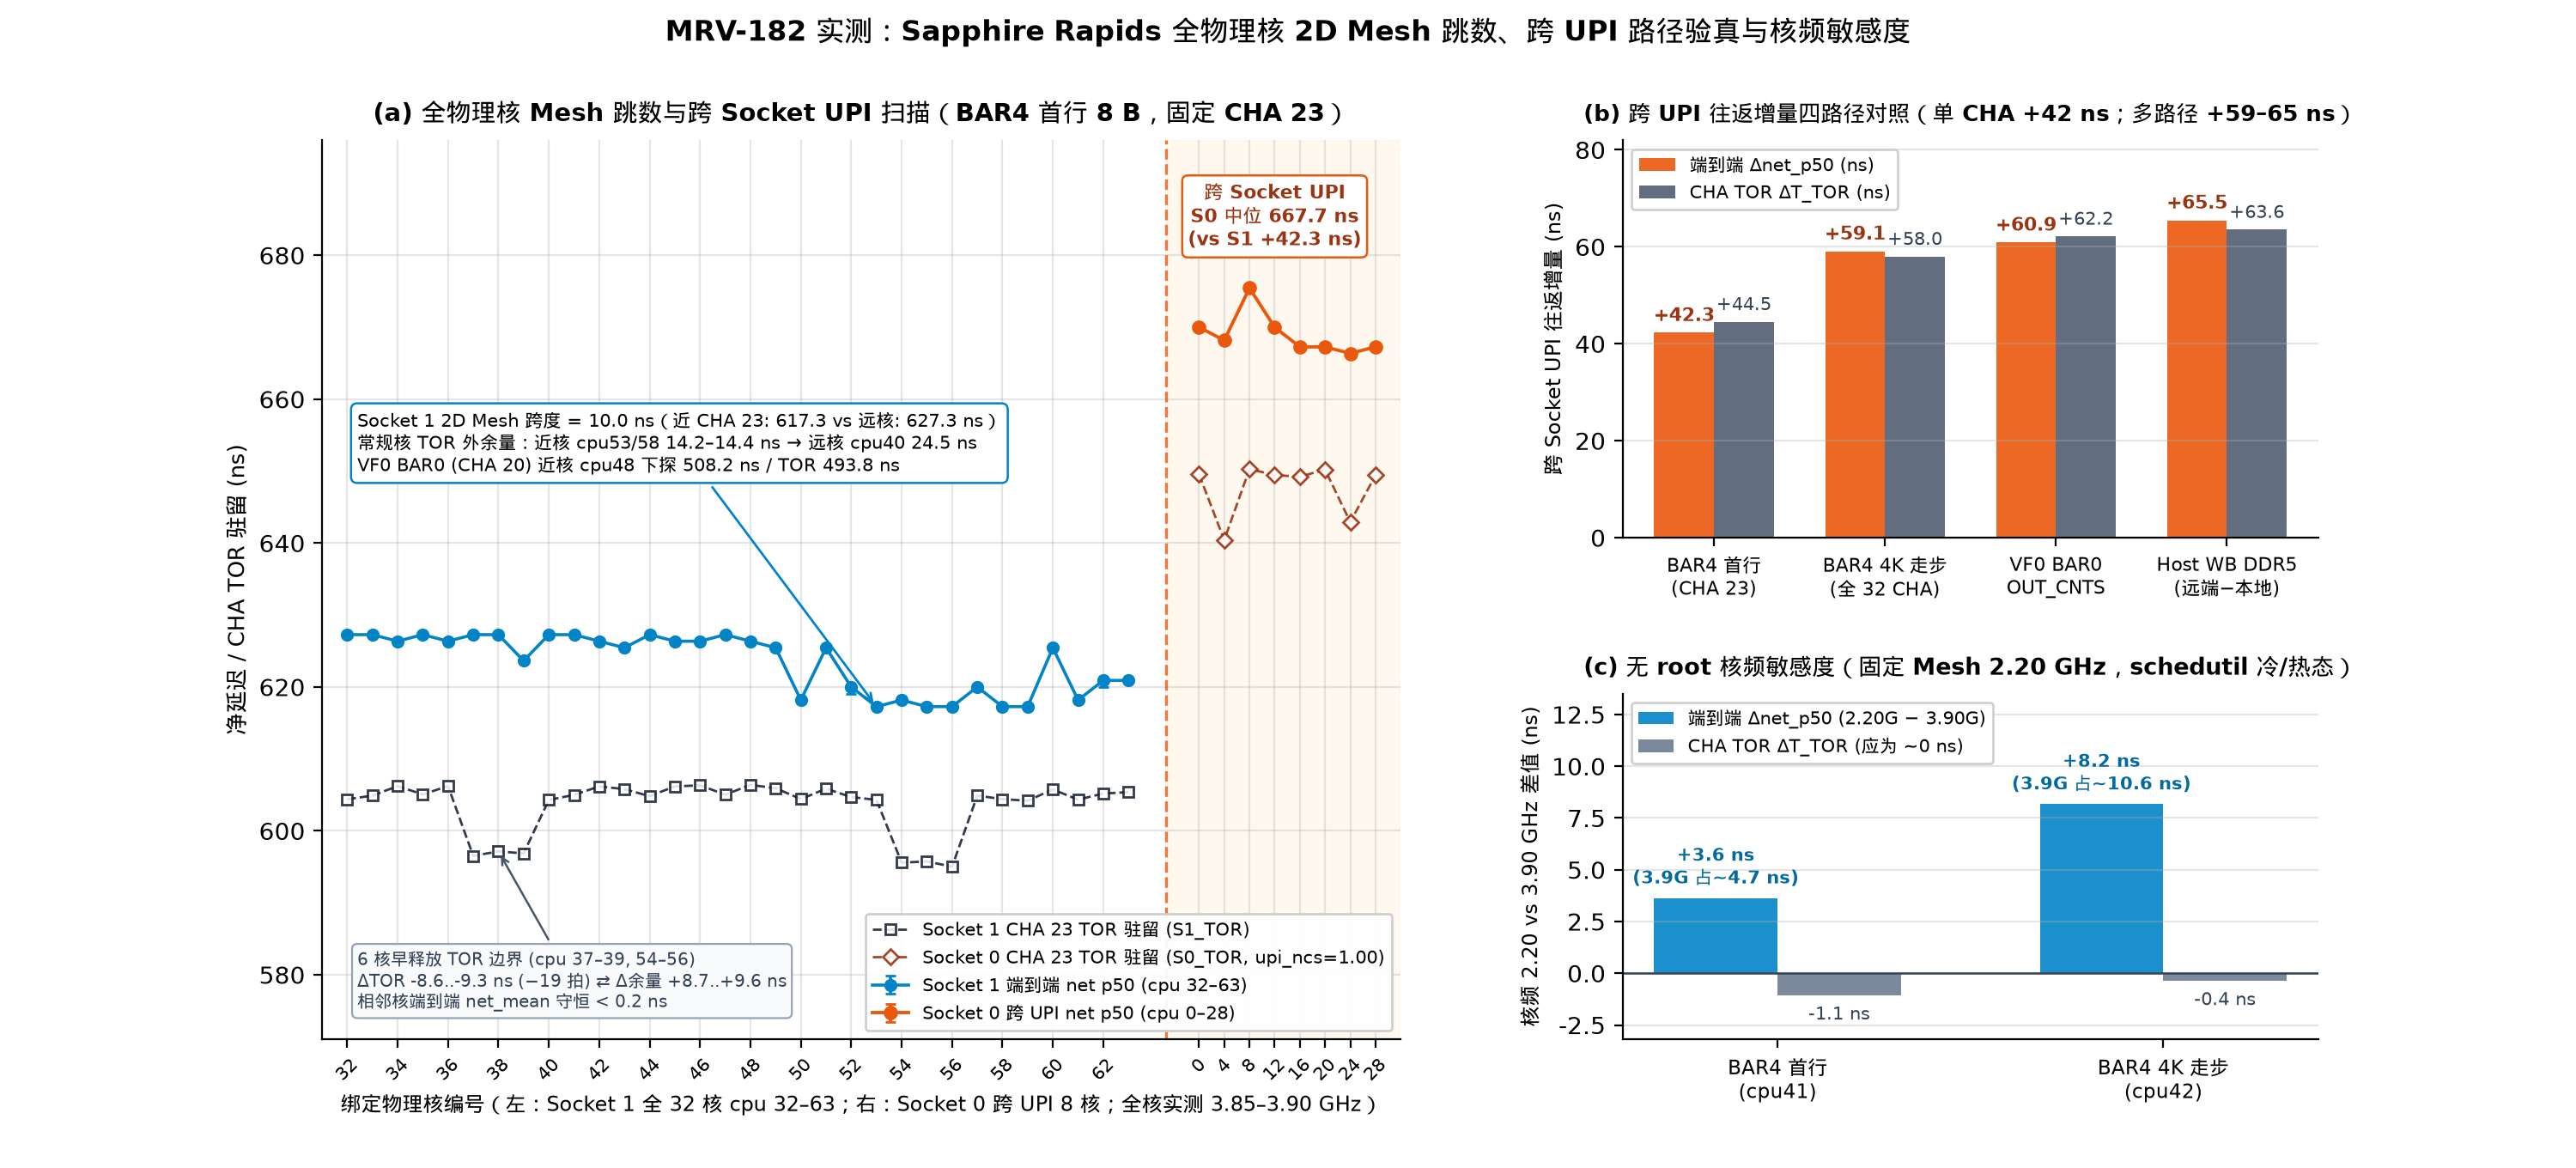 MRV-182 实测：Sapphire Rapids 全物理核 2D Mesh 跳数、跨 UPI 路径验真与核频敏感度
(a) 全物理核 Mesh 跳数与跨 Socket UPI 扫描（BAR4 首行 8 B，固定 CHA 23）
净延迟 / CHA TOR 驻留 (ns)
680
660
640
620
600
580
跨 Socket UPI
S0 中位 667.7 ns
(vs S1 +42.3 ns)
Socket 1 2D Mesh 跨度 = 10.0 ns（近 CHA 23: 617.3 vs 远核: 627.3 ns）
常规核 TOR 外余量：近核 cpu53/58 14.2–14.4 ns → 远核 cpu40 24.5 ns
VF0 BAR0 (CHA 20) 近核 cpu48 下探 508.2 ns / TOR 493.8 ns
6 核早释放 TOR 边界 (cpu 37–39, 54–56)
ΔTOR -8.6..-9.3 ns (−19 拍) ⇄ Δ余量 +8.7..+9.6 ns
相邻核端到端 net_mean 守恒 < 0.2 ns
Socket 1 CHA 23 TOR 驻留 (S1_TOR)
Socket 0 CHA 23 TOR 驻留 (S0_TOR, upi_ncs=1.00)
Socket 1 端到端 net p50 (cpu 32–63)
Socket 0 跨 UPI net p50 (cpu 0–28)
32 34 36 38 40 42 44 46 48 50 52 54 56 58 60 62 0 4 8 12 16 20 24 28
绑定物理核编号（左：Socket 1 全 32 核 cpu 32–63；右：Socket 0 跨 UPI 8 核；全核实测 3.85–3.90 GHz）
(b) 跨 UPI 往返增量四路径对照（单 CHA +42 ns；多路径 +59–65 ns）
跨 Socket UPI 往返增量 (ns)
80
60
40
20
0
端到端 Δnet_p50 (ns)
CHA TOR ΔT_TOR (ns)
+42.3 +44.5 +59.1 +58.0 +60.9 +62.2 +65.5 +63.6
BAR4 首行
(CHA 23)
BAR4 4K 走步
(全 32 CHA)
VF0 BAR0
OUT_CNTS
Host WB DDR5
(远端−本地)
(c) 无 root 核频敏感度（固定 Mesh 2.20 GHz，schedutil 冷/热态）
核频 2.20 vs 3.90 GHz 差值 (ns)
12.5
10.0
7.5
5.0
2.5
0.0
-2.5
端到端 Δnet_p50 (2.20G − 3.90G)
CHA TOR ΔT_TOR (应为 ~0 ns)
+3.6 ns
(3.9G 占~4.7 ns)
-1.1 ns
+8.2 ns
(3.9G 占~10.6 ns)
-0.4 ns
BAR4 首行
(cpu41)
BAR4 4K 走步
(cpu42)